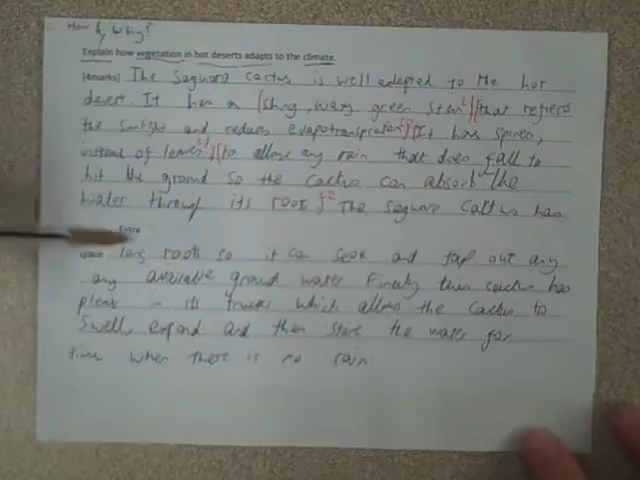 How & Why?
Explain how vegetation in hot deserts adapts to the climate.
[4marks] The Saguaro cactus is well adapted to the hot
desert. It has a (shiny, waxy green stem¹)(that reflects
the sunlight and reduces evapotranspiration)(It has spines,
instead of leaves)(to allow any rain that does fall to
hit the ground so the cactus can absorb the
water through its root)² The Saguaro cactus has
Extra
space long roots so it can seek and tap out any
any available ground water Finally this cactus has
pleats in its trunk which allows the cactus to
swell expand and then store the water for
time when there is no rain